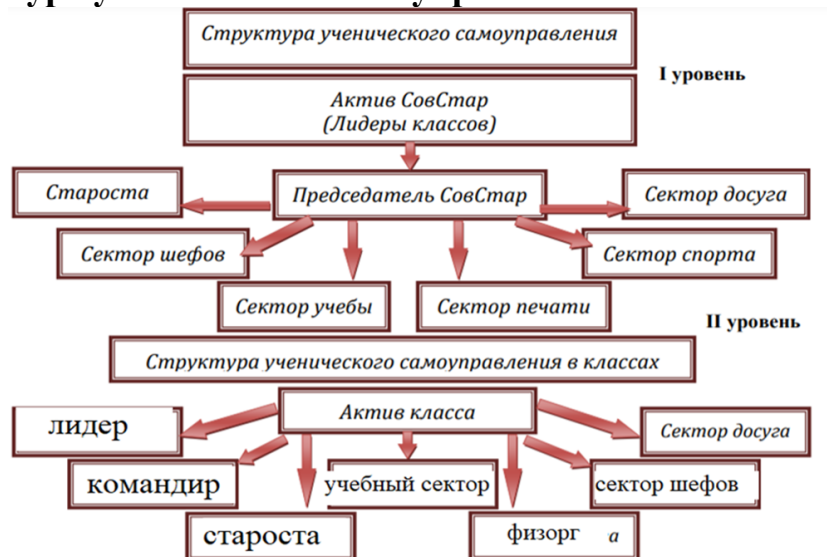 Структура ученического самоуправления
I уровень
Актив СовСтар
(Лидеры классов)
Староста
Председатель СовСтар
Сектор досуга
Сектор шефов
Сектор спорта
Сектор учебы
Сектор печати
II уровень
Структура ученического самоуправления в классах
Актив класса
лидер
Сектор досуга
командир
учебный сектор
сектор шефов
староста
физорг а